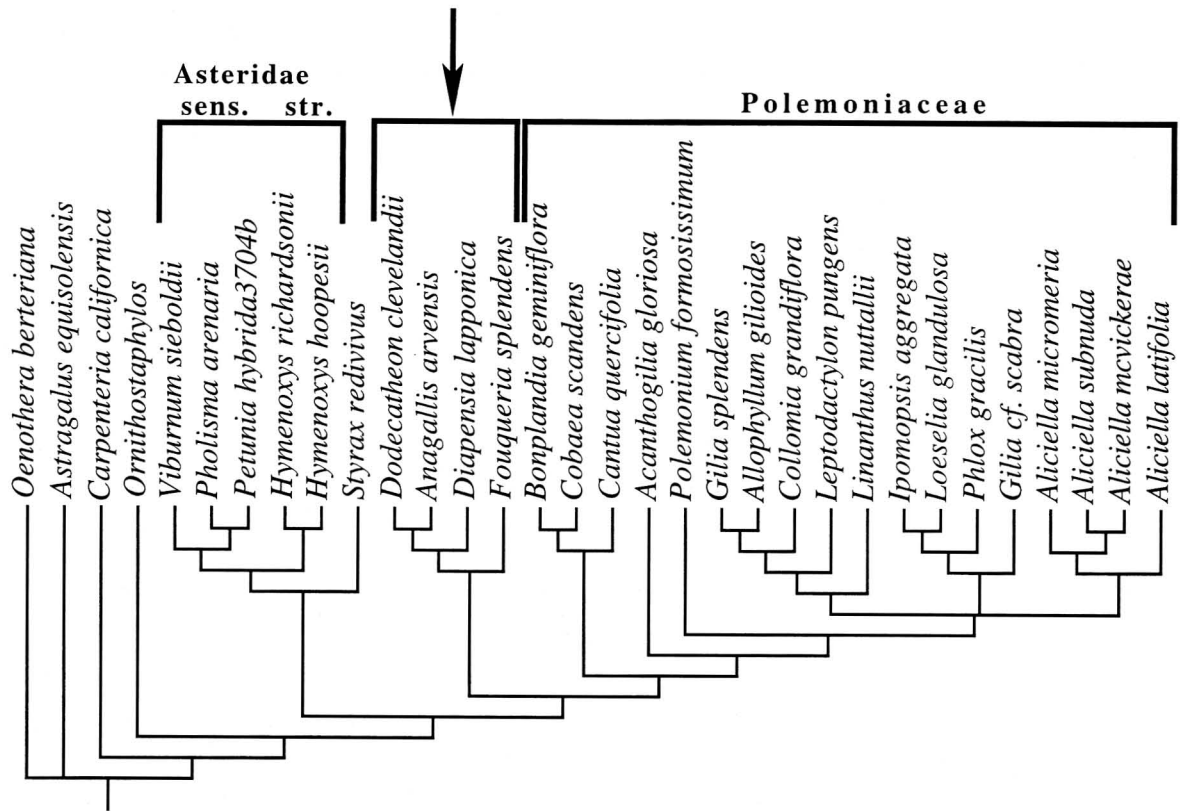 Asteridae
sens. str.
Polemoniaceae
Oenothera berteriana
Astragalus equisolensis
Carpenteria californica
Ornithostaphylos
Viburnum sieboldii
Pholisma arenaria
Petunia hybrida3704b
Hymenoxys richardsonii
Hymenoxys hoopesii
Styrax redivivus
Dodecatheon clevelandii
Anagallis arvensis
Diapensia lapponica
Fouqueria splendens
Bonplandia geminiflora
Cobaea scandens
Cantua quercifolia
Acanthogilia gloriosa
Polemonium formosissimum
Gilia splendens
Allophyllum gilioides
Collomia grandiflora
Leptodactylon pungens
Linanthus nuttallii
Ipomopsis aggregata
Loeselia glandulosa
Phlox gracilis
Gilia cf. scabra
Aliciella micromeria
Aliciella subnuda
Aliciella mcvickerae
Aliciella latifolia